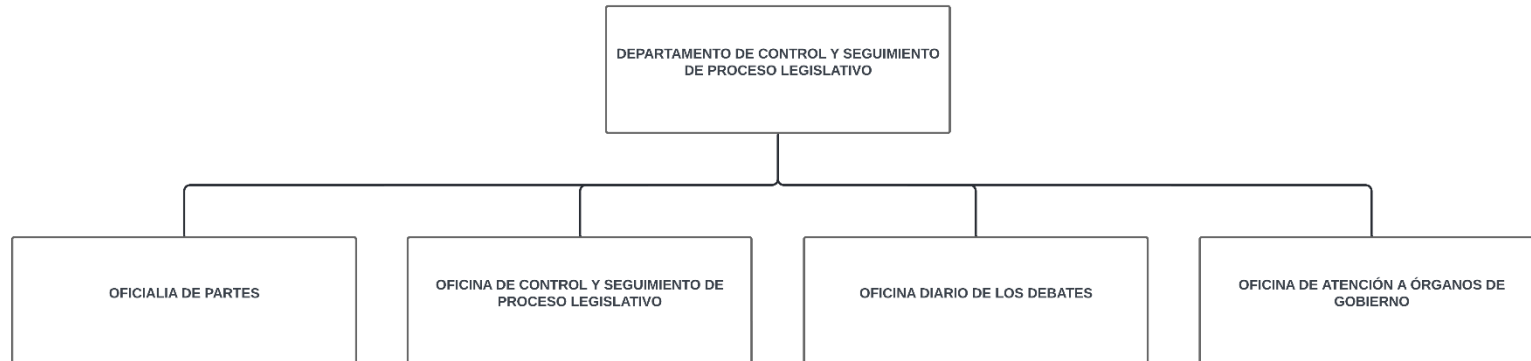 DEPARTAMENTO DE CONTROL Y SEGUIMIENTO
DE PROCESO LEGISLATIVO
OFICIALIA DE PARTES
OFICINA DE CONTROL Y SEGUIMIENTO DE
PROCESO LEGISLATIVO
OFICINA DIARIO DE LOS DEBATES
OFICINA DE ATENCIÓN A ÓRGANOS DE
GOBIERNO